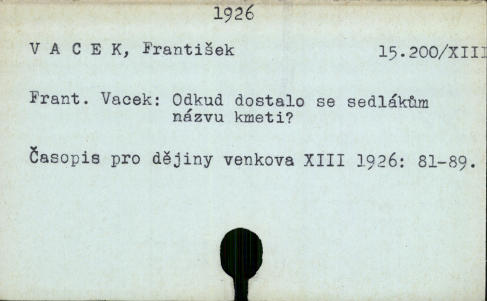 1926
V A C E K, František 15.200/XIII
Frant. Vacek: Odkud dostalo se sedlákům
názvu kmeti?
Časopis pro dějiny venkova XIII 1926: 81-89.